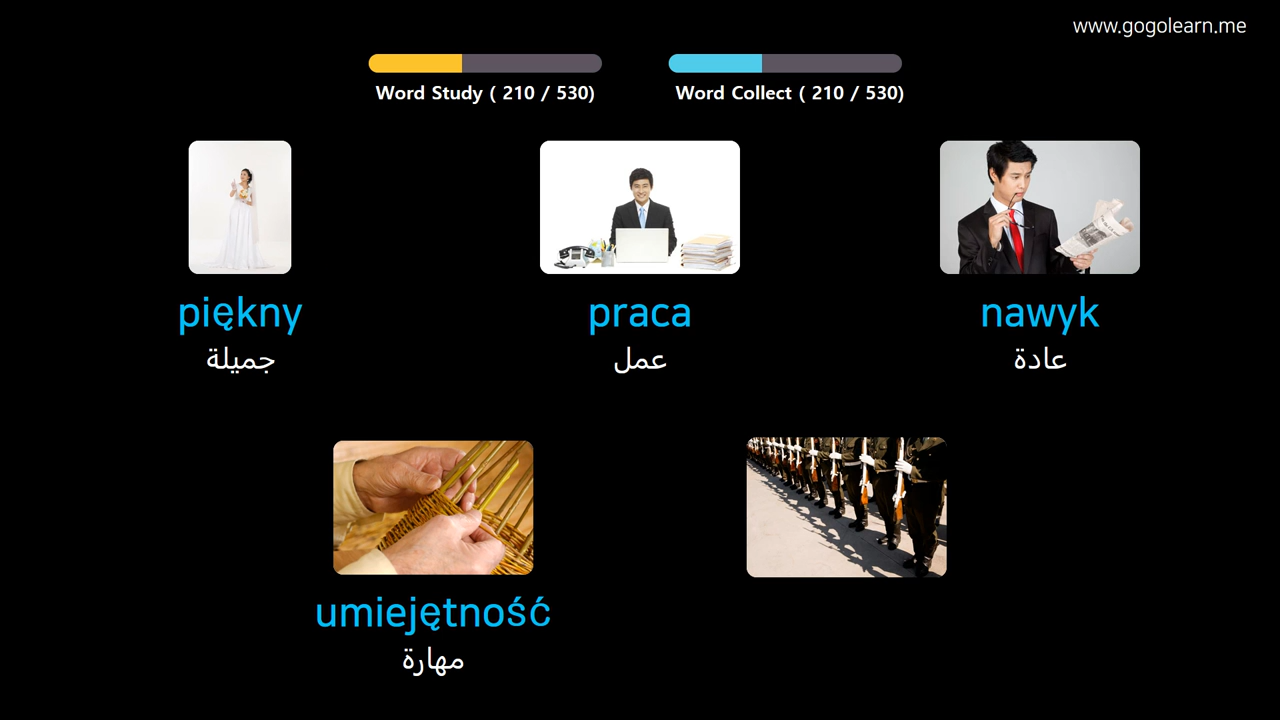 www.gogolearn.me
Word Study ( 210 / 530)
Word Collect ( 210 / 530)
piękny
جميلة
praca
عمل
nawyk
عادة
umiejętność
مهارة